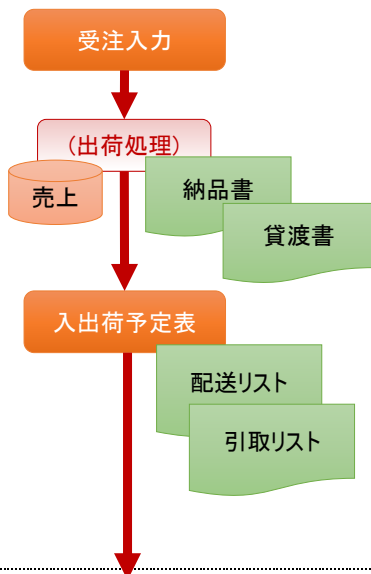 受注入力
(出荷処理)
売上
納品書
貸渡書
入出荷予定表
配送リスト
引取リスト